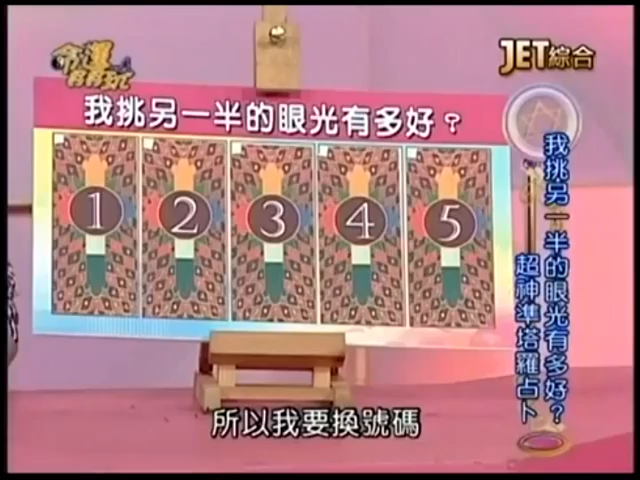 命運好好玩
JET綜合
我挑另一半的眼光有多好？
1 2 3 4 5
我挑另一半的眼光有多好？
超神準塔羅占卜
所以我要換號碼